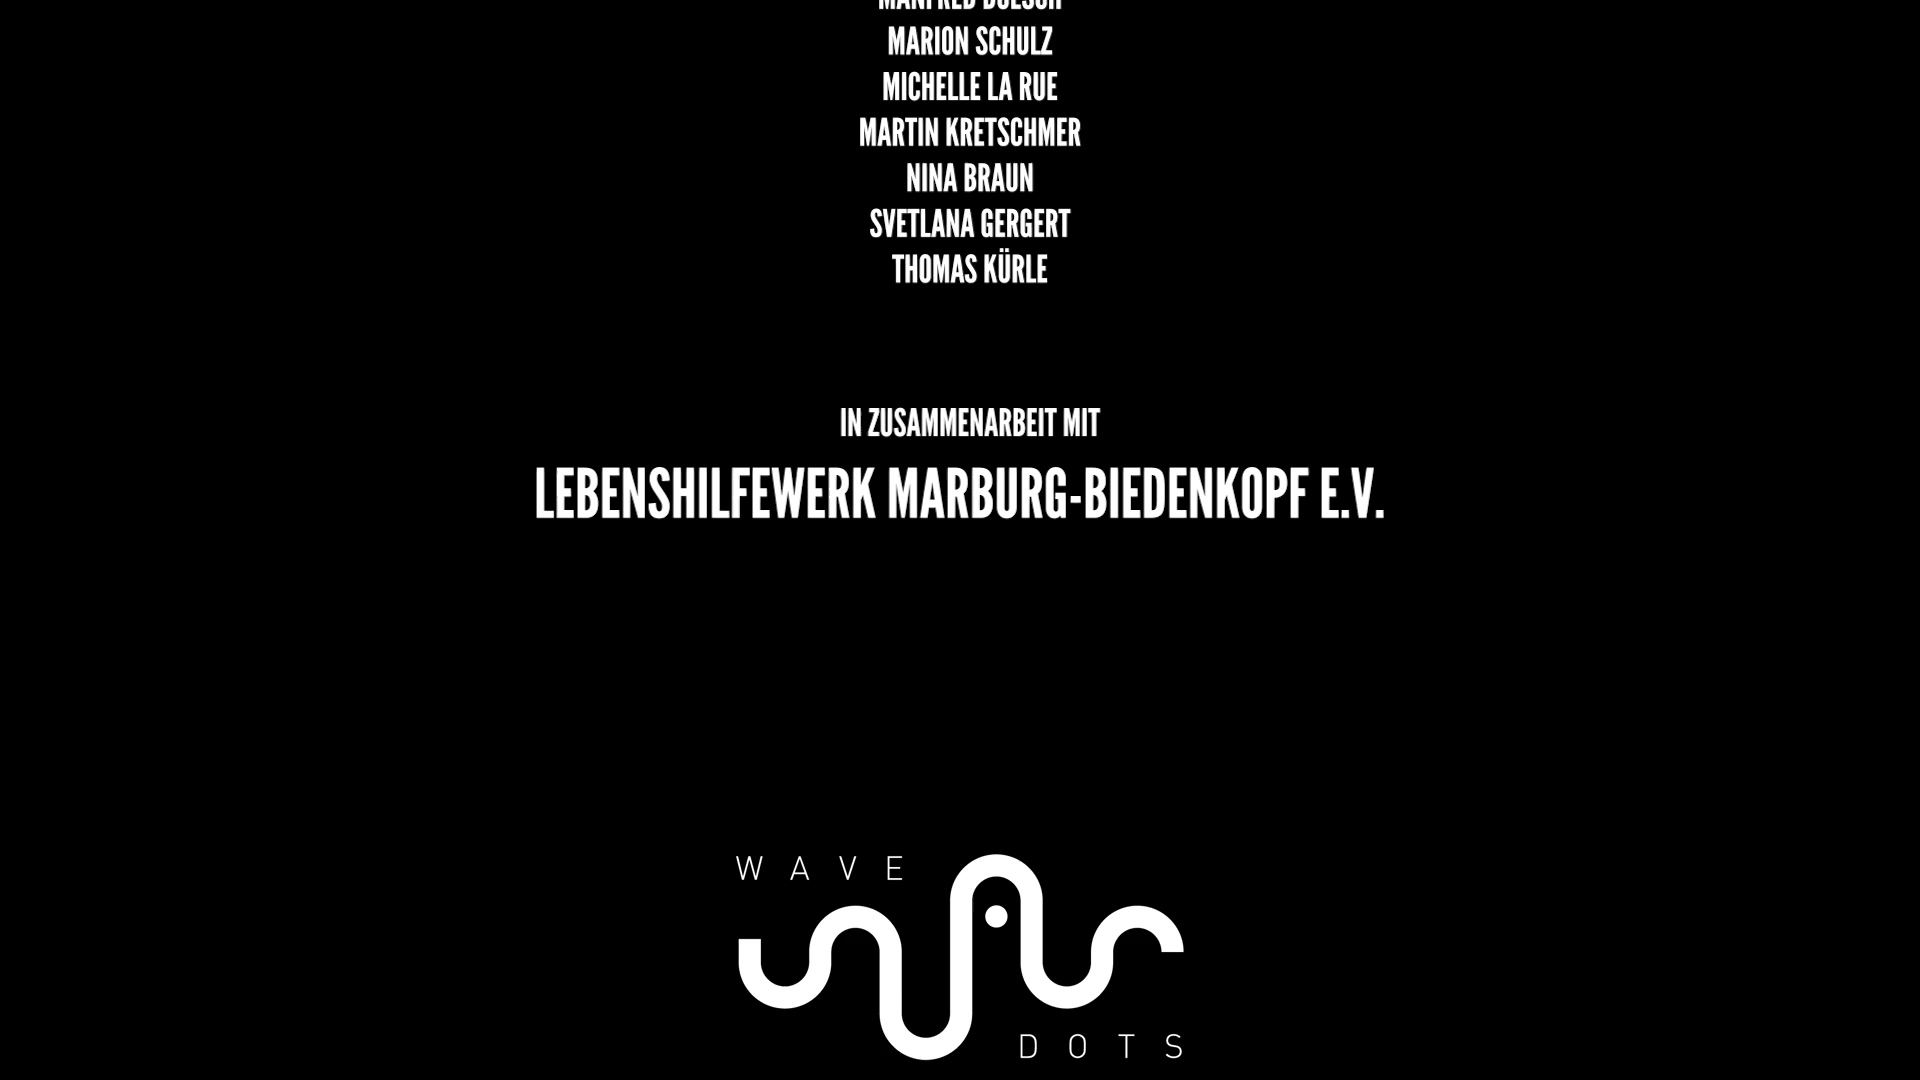 MANFRED
MARION SCHULZ
MICHELLE LA RUE
MARTIN KRETSCHMER
NINA BRAUN
SVETLANA GERGERT
THOMAS KÜRLE
IN ZUSAMMENARBEIT MIT
LEBENSHILFEWERK MARBURG-BIEDENKOPF E.V.
WAVE
DOTS